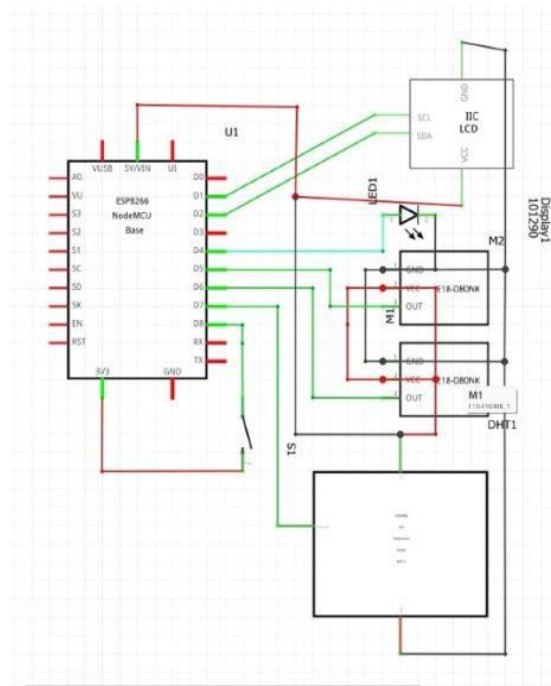 U1
VUSB
5V/VIN
U1
A0
VU
S3
S2
S1
SC
S0
SK
EN
RST
ESP8266
NodeMCU
Base
D0
D1
D2
D3
D4
D5
D6
D7
D8
RX
TX
3V3
GND
S1
GND
SCL
SDA
IIC
LCD
VCC
Display1
101290
LED1
M2
GND
VCC
OUT
E18-D80NK
M1
GND
VCC
OUT
E18-D80NK
M1
DHT1